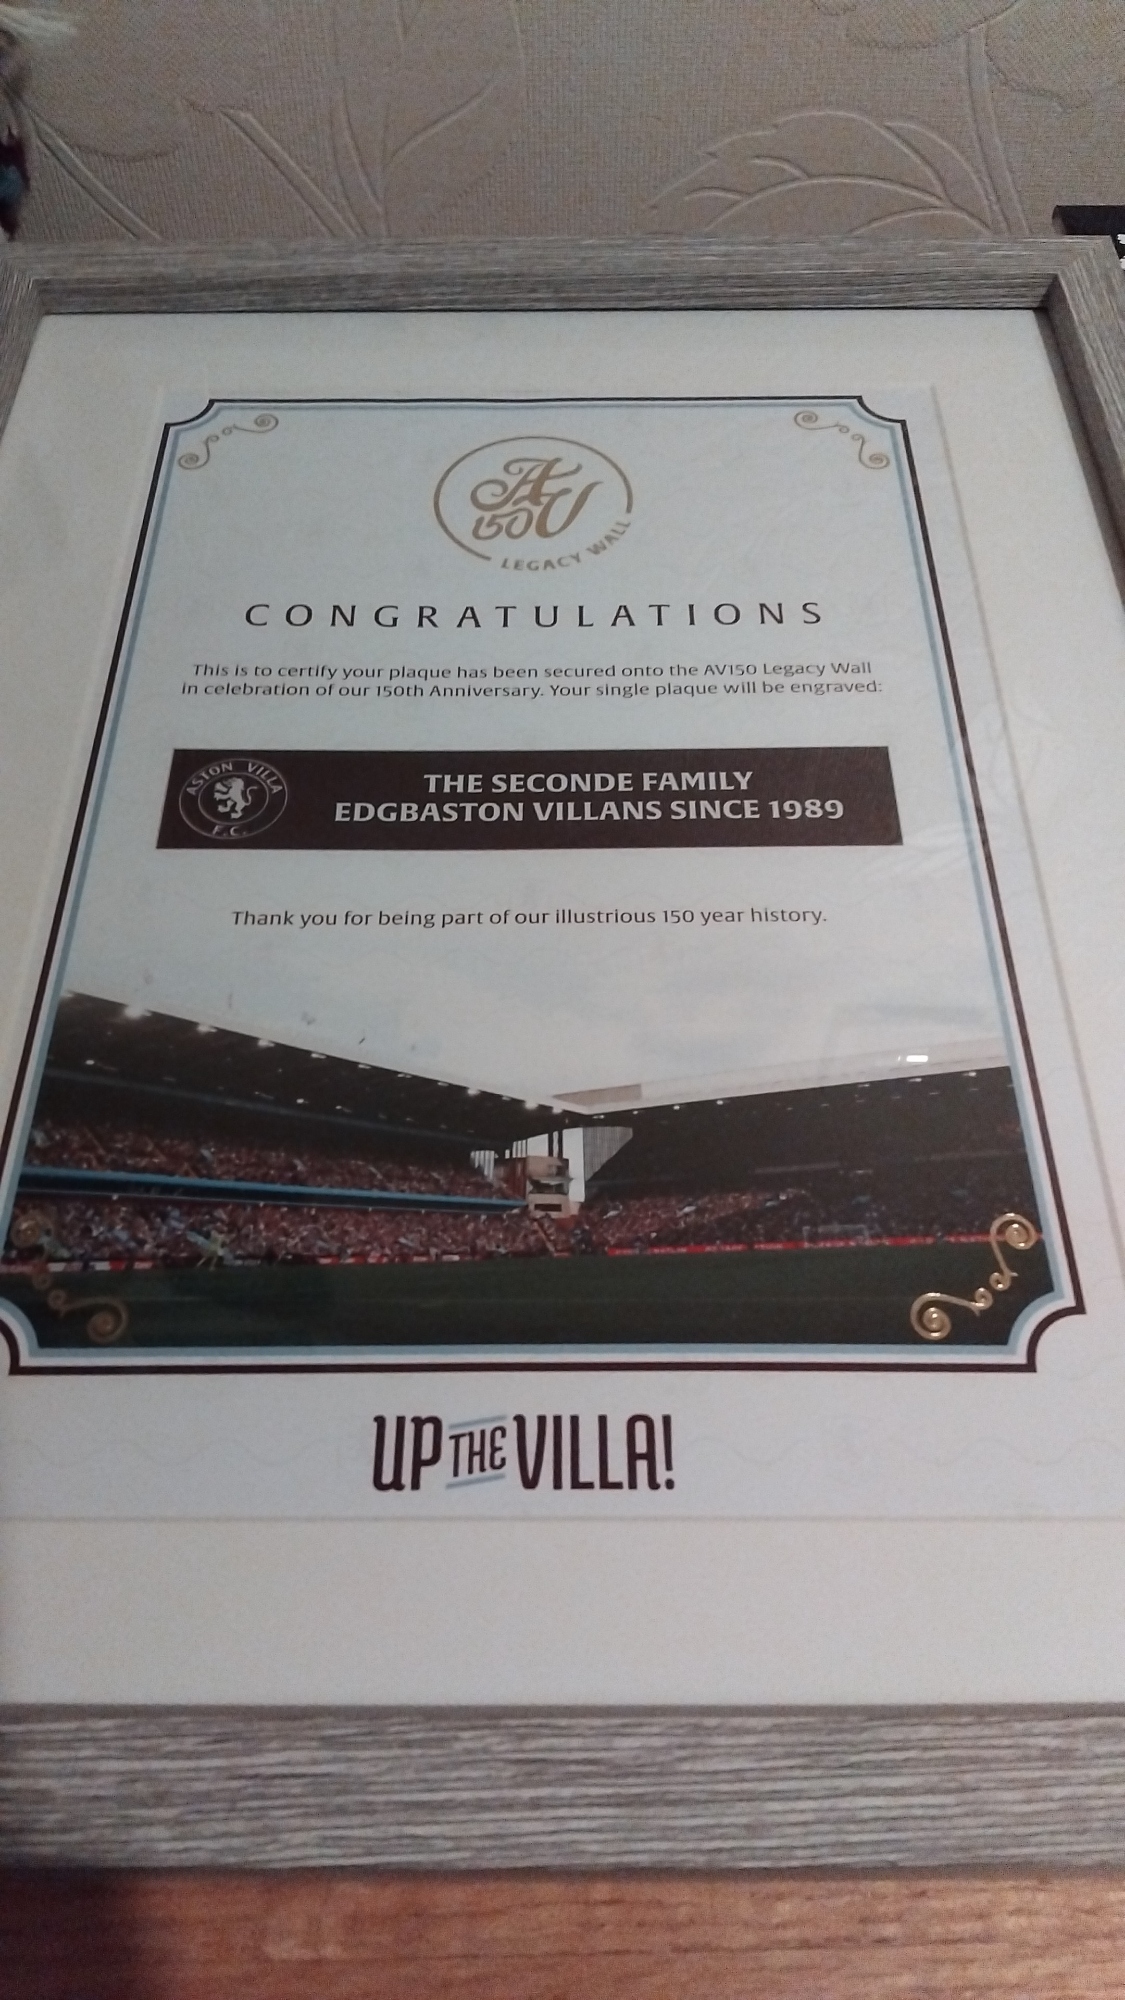 AV
150
LEGACY WALL
CONGRATULATIONS
This is to certify your plaque has been secured onto the AV150 Legacy Wall
in celebration of our 150th Anniversary. Your single plaque will be engraved:
ASTON VILLA
F.C.
THE SECONDE FAMILY
EDGBASTON VILLANS SINCE 1989
Thank you for being part of our illustrious 150 year history.
UP THE VILLA!